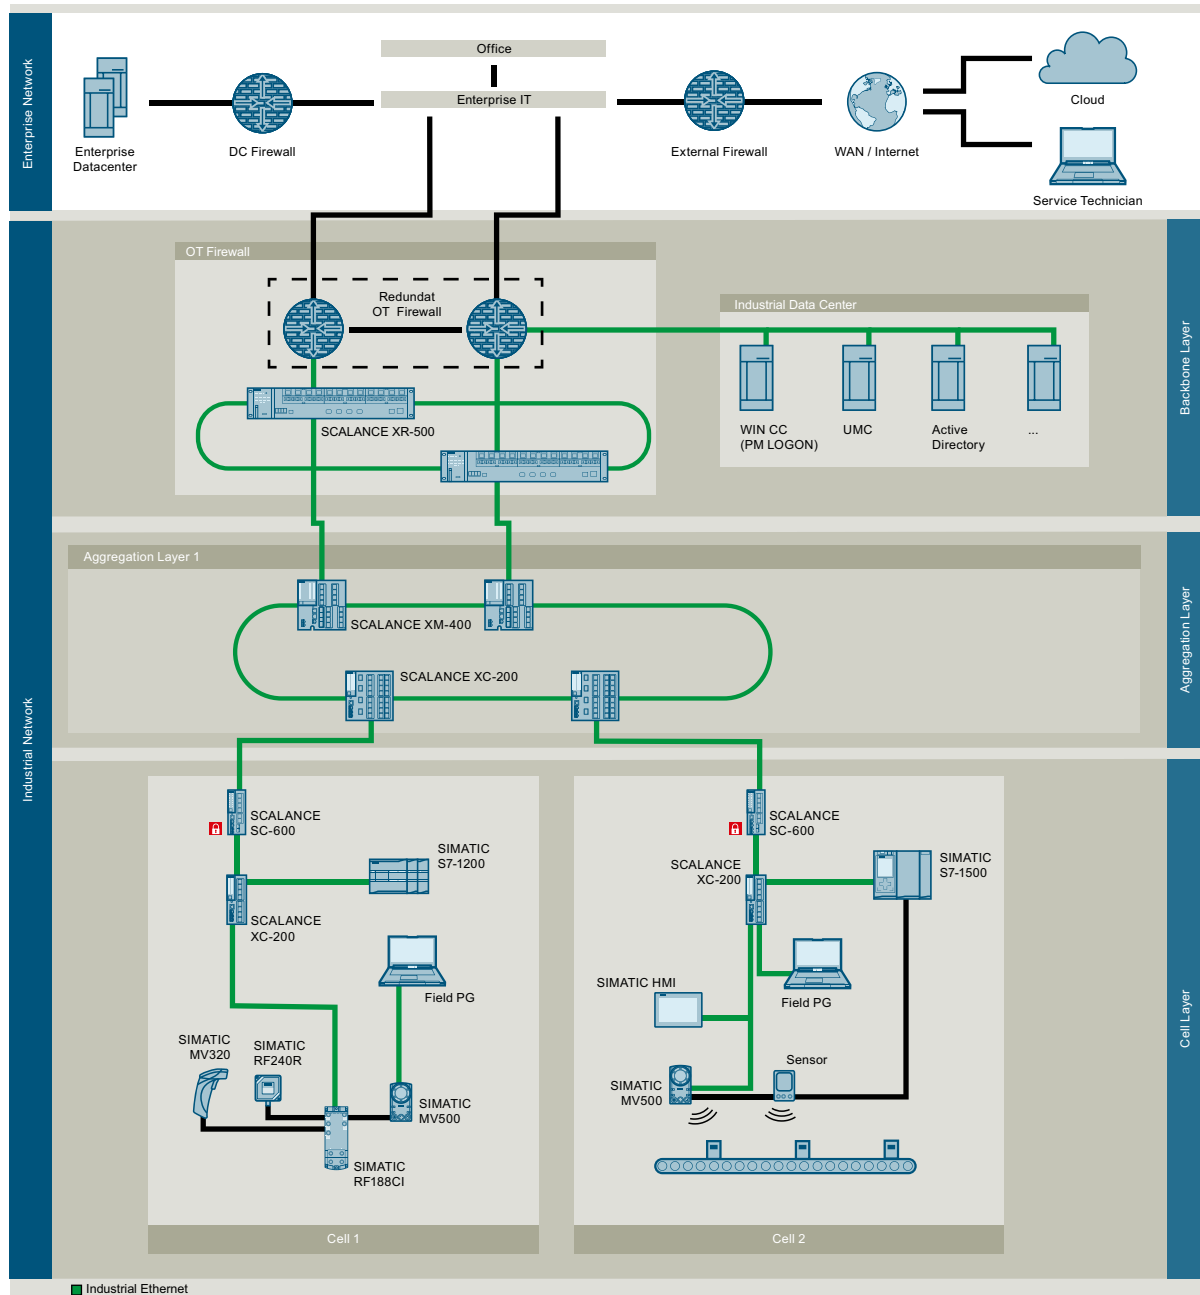 Enterprise Network
Office
Enterprise IT
Enterprise
Datacenter
DC Firewall
External Firewall
WAN / Internet
Cloud
Service Technician
Industrial Network
Backbone Layer
OT Firewall
Redundat
OT Firewall
SCALANCE XR-500
Industrial Data Center
WIN CC
(PM LOGON)
UMC
Active
Directory
...
Aggregation Layer
Aggregation Layer 1
SCALANCE XM-400
SCALANCE XC-200
Cell Layer
SCALANCE
SC-600
SIMATIC
S7-1200
SCALANCE
XC-200
Field PG
SIMATIC
MV320
SIMATIC
RF240R
SIMATIC
MV500
SIMATIC
RF188CI
Cell 1
SCALANCE
SC-600
SCALANCE
XC-200
SIMATIC
S7-1500
SIMATIC HMI
Field PG
Sensor
SIMATIC
MV500
Cell 2
Industrial Ethernet